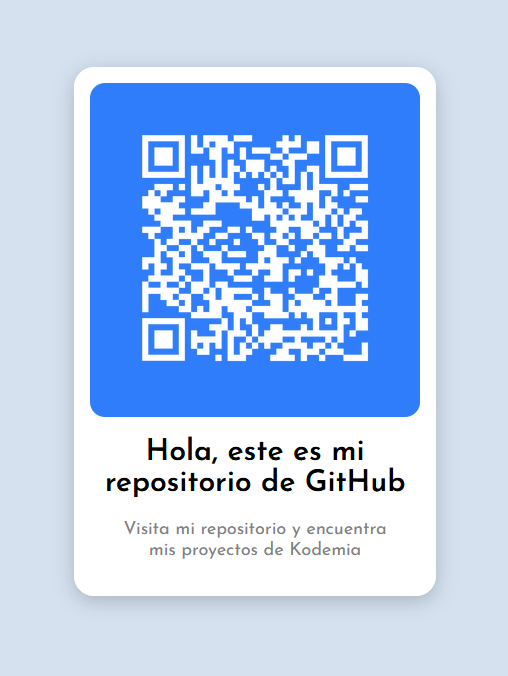 Hola, este es mi
repositorio de GitHub
Visita mi repositorio y encuentra
mis proyectos de Kodemia